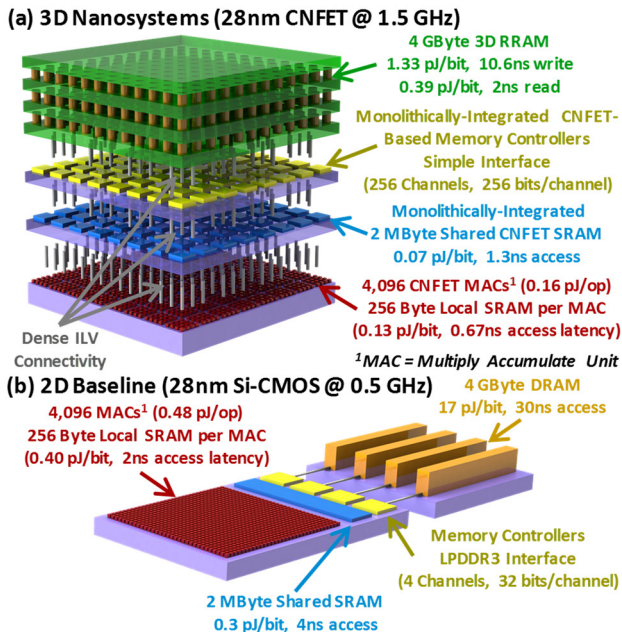 (a) 3D Nanosystems (28nm CNFET @ 1.5 GHz)
4 GByte 3D RRAM
1.33 pJ/bit, 10.6ns write
0.39 pJ/bit, 2ns read
Monolithically-Integrated CNFET-
Based Memory Controllers
Simple Interface
(256 Channels, 256 bits/channel)
Monolithically-Integrated
2 MByte Shared CNFET SRAM
0.07 pJ/bit, 1.3ns access
4,096 CNFET MACs¹ (0.16 pJ/op)
256 Byte Local SRAM per MAC
(0.13 pJ/bit, 0.67ns access latency)
Dense ILV
Connectivity
¹MAC = Multiply Accumulate Unit
(b) 2D Baseline (28nm Si-CMOS @ 0.5 GHz)
4,096 MACs¹ (0.48 pJ/op)
256 Byte Local SRAM per MAC
(0.40 pJ/bit, 2ns access latency)
4 GByte DRAM
17 pJ/bit, 30ns access
Memory Controllers
LPDDR3 Interface
(4 Channels, 32 bits/channel)
2 MByte Shared SRAM
0.3 pJ/bit, 4ns access